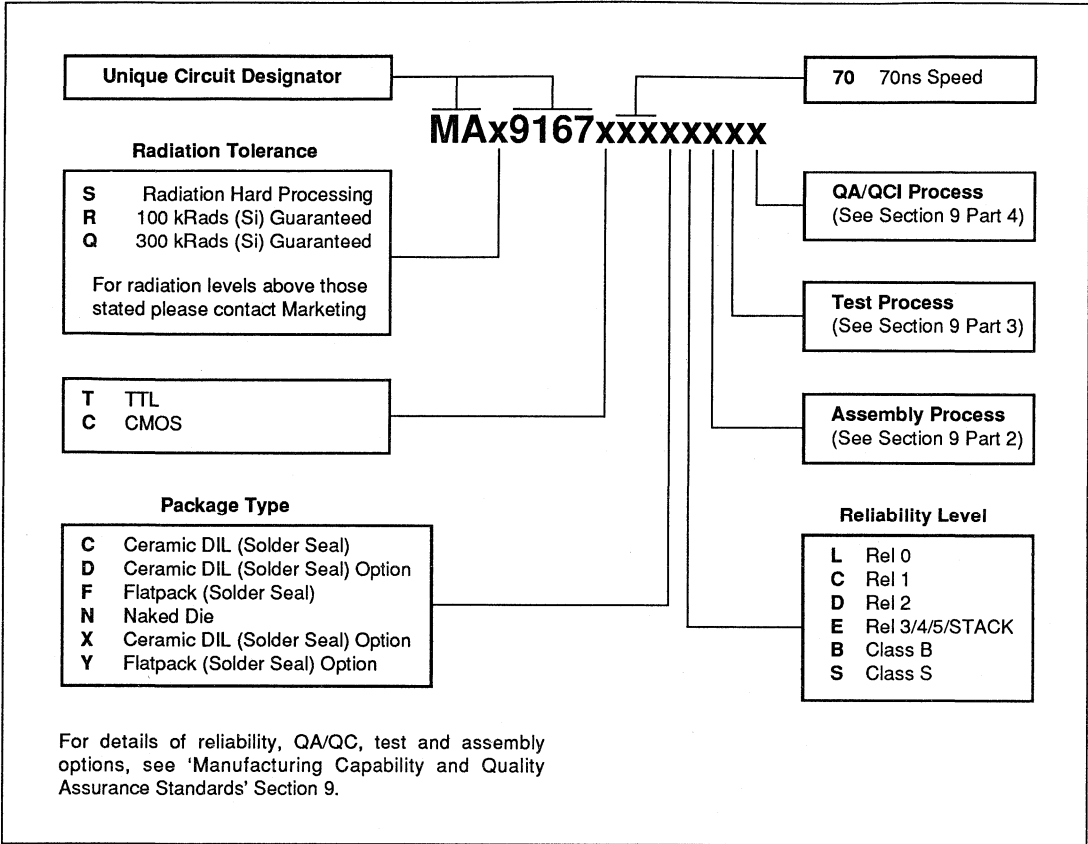 Unique Circuit Designator
70 70ns Speed
MAx9167xxxxxxxx
Radiation Tolerance
S Radiation Hard Processing
R 100 kRads (Si) Guaranteed
Q 300 kRads (Si) Guaranteed
For radiation levels above those
stated please contact Marketing
T TTL
C CMOS
Package Type
C Ceramic DIL (Solder Seal)
D Ceramic DIL (Solder Seal) Option
F Flatpack (Solder Seal)
N Naked Die
X Ceramic DIL (Solder Seal) Option
Y Flatpack (Solder Seal) Option
QA/QCI Process
(See Section 9 Part 4)
Test Process
(See Section 9 Part 3)
Assembly Process
(See Section 9 Part 2)
Reliability Level
L Rel 0
C Rel 1
D Rel 2
E Rel 3/4/5/STACK
B Class B
S Class S
For details of reliability, QA/QC, test and assembly
options, see 'Manufacturing Capability and Quality
Assurance Standards' Section 9.